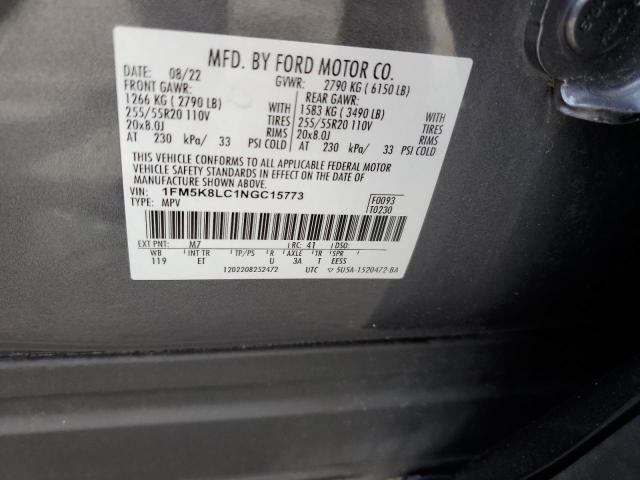 MFD. BY FORD MOTOR CO.
DATE: 08/22 GVWR: 2790 KG ( 6150 LB)
FRONT GAWR: REAR GAWR:
1266 KG ( 2790 LB) WITH 1583 KG ( 3490 LB) WITH
255/55R20 110V TIRES 255/55R20 110V TIRES
20x8.0J RIMS 20x8.0J RIMS
AT 230 kPa/ 33 PSI COLD AT 230 kPa/ 33 PSI COLD
THIS VEHICLE CONFORMS TO ALL APPLICABLE FEDERAL MOTOR
VEHICLE SAFETY STANDARDS IN EFFECT ON THE DATE OF
MANUFACTURE SHOWN ABOVE.
VIN: 1FM5K8LC1NGC15773 F0093
TYPE: MPV T0230
EXT PNT: M7 RC: 41 DSO:
WB INT TR TP/PS R AXLE TR SPR
119 ET U 3A T EESS
1202208252472 UTC ▽ 5U5A-1520472-BA